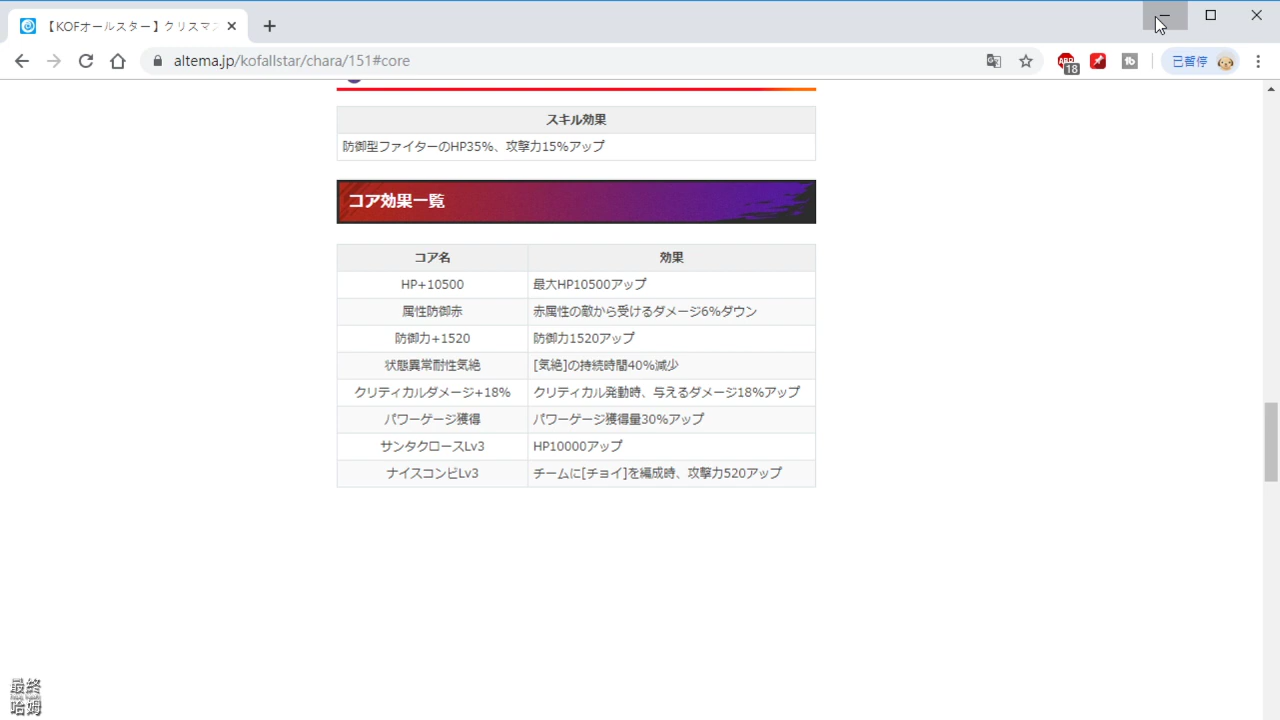 【KOFオールスター】クリスマス
altema.jp/kofallstar/chara/151#core
ABP
18
已暫停
スキル効果
防御型ファイターのHP35%、攻撃力15%アップ
コア効果一覧
コア名 効果
HP+10500 最大HP10500アップ
属性防御赤 赤属性の敵から受けるダメージ6%ダウン
防御力+1520 防御力1520アップ
状態異常耐性気絶 [気絶]の持続時間40%減少
クリティカルダメージ+18% クリティカル発動時、与えるダメージ18%アップ
パワーゲージ獲得 パワーゲージ獲得量30%アップ
サンタクロースLv3 HP10000アップ
ナイスコンビLv3 チームに[チョイ]を編成時、攻撃力520アップ
最終
哈姆